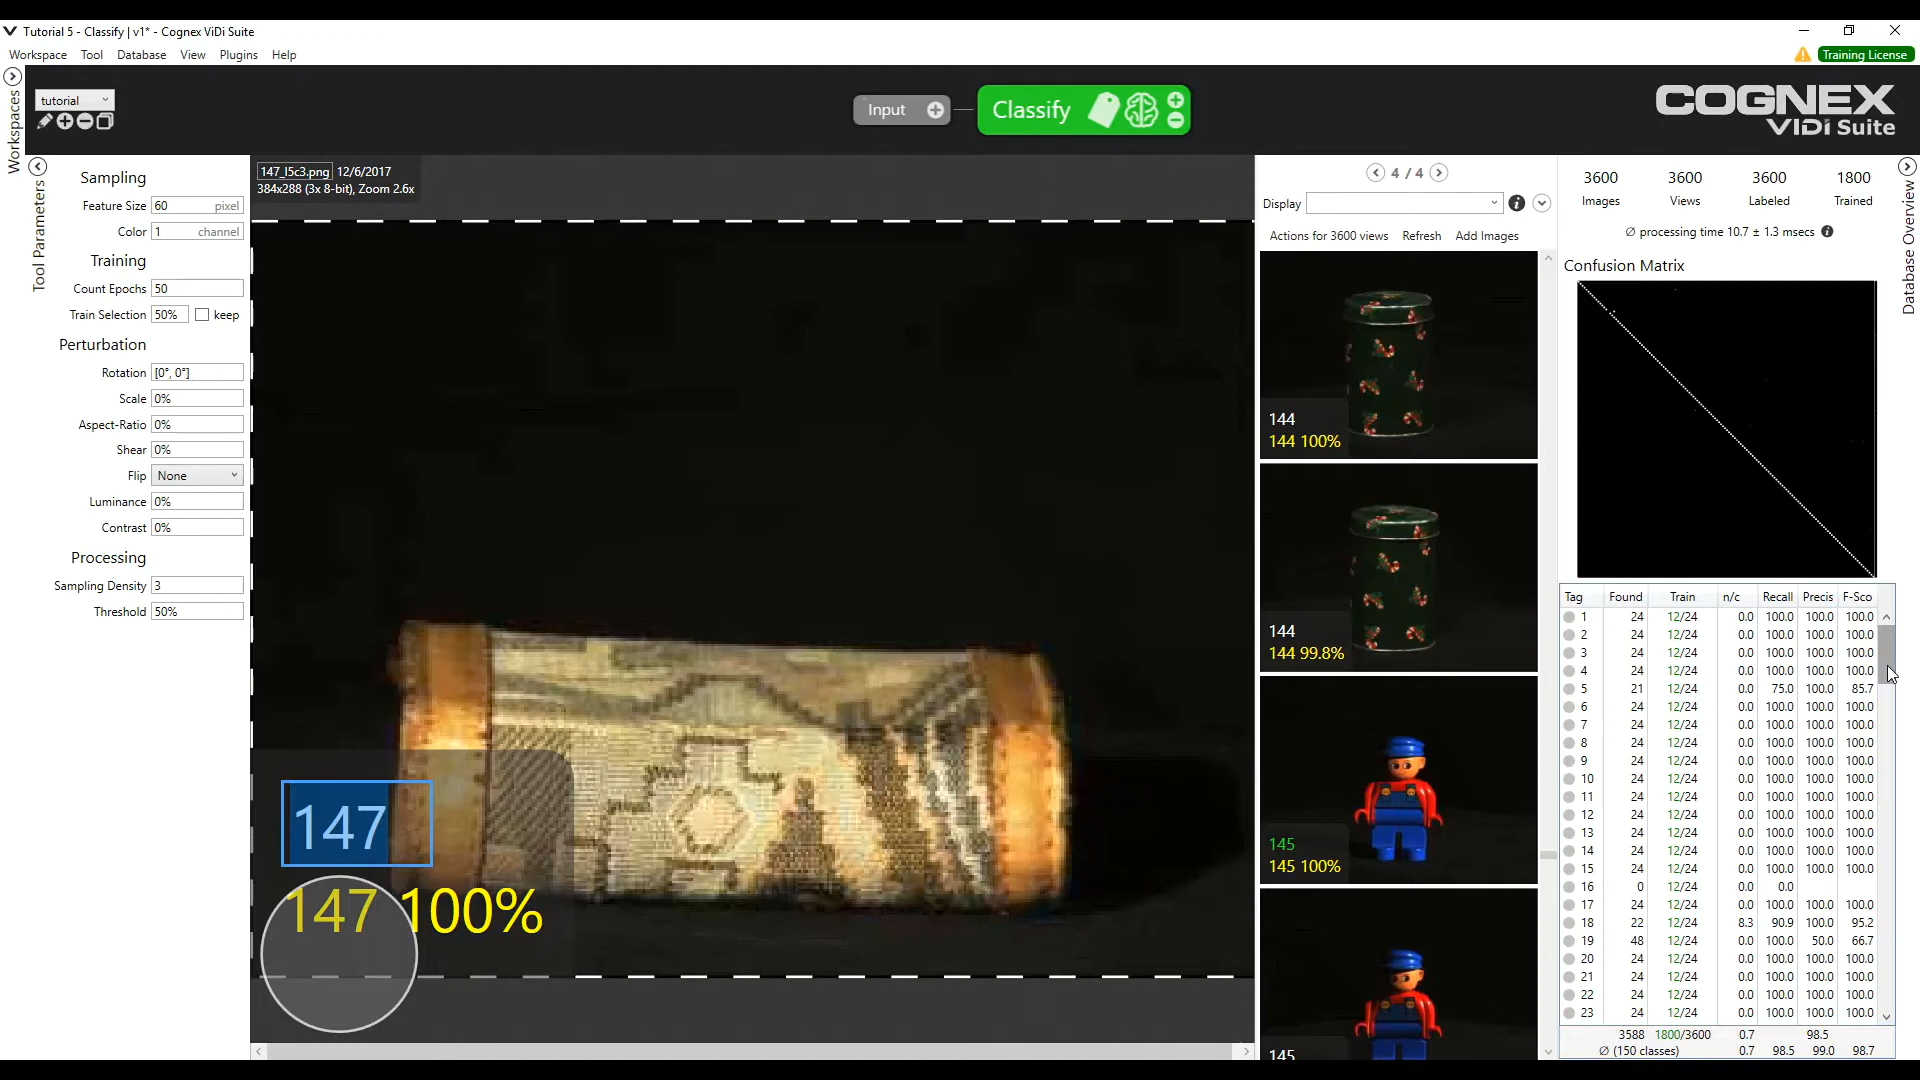 Tutorial 5 - Classify | v1* - Cognex ViDi Suite
Workspace Tool Database View Plugins Help
Training License
Workspaces
tutorial
Input
Classify
COGNEX
ViDi Suite
Tool Parameters
Sampling
Feature Size 60 pixel
Color 1 channel
Training
Count Epochs 50
Train Selection 50% keep
Perturbation
Rotation [0°, 0°]
Scale 0%
Aspect-Ratio 0%
Shear 0%
Flip None
Luminance 0%
Contrast 0%
Processing
Sampling Density 3
Threshold 50%
147_l5c3.png 12/6/2017
384x288 (3x 8-bit), Zoom 2.6x
147
147 100%
4 / 4
Display
Actions for 3600 views Refresh Add Images
144
144 100%
144
144 99.8%
145
145 100%
145
3600 3600 3600 1800
Images Views Labeled Trained
∅ processing time 10.7 ± 1.3 msecs
Database Overview
Confusion Matrix
Tag Found Train n/c Recall Precis F-Sco
1 24 12/24 0.0 100.0 100.0 100.0
2 24 12/24 0.0 100.0 100.0 100.0
3 24 12/24 0.0 100.0 100.0 100.0
4 24 12/24 0.0 100.0 100.0 100.0
5 21 12/24 0.0 75.0 100.0 85.7
6 24 12/24 0.0 100.0 100.0 100.0
7 24 12/24 0.0 100.0 100.0 100.0
8 24 12/24 0.0 100.0 100.0 100.0
9 24 12/24 0.0 100.0 100.0 100.0
10 24 12/24 0.0 100.0 100.0 100.0
11 24 12/24 0.0 100.0 100.0 100.0
12 24 12/24 0.0 100.0 100.0 100.0
13 24 12/24 0.0 100.0 100.0 100.0
14 24 12/24 0.0 100.0 100.0 100.0
15 24 12/24 0.0 100.0 100.0 100.0
16 0 12/24 0.0 0.0
17 24 12/24 0.0 100.0 100.0 100.0
18 22 12/24 8.3 90.9 100.0 95.2
19 48 12/24 0.0 100.0 50.0 66.7
20 24 12/24 0.0 100.0 100.0 100.0
21 24 12/24 0.0 100.0 100.0 100.0
22 24 12/24 0.0 100.0 100.0 100.0
23 24 12/24 0.0 100.0 100.0 100.0
3588 1800/3600 0.7 98.5
∅ (150 classes) 0.7 98.5 99.0 98.7